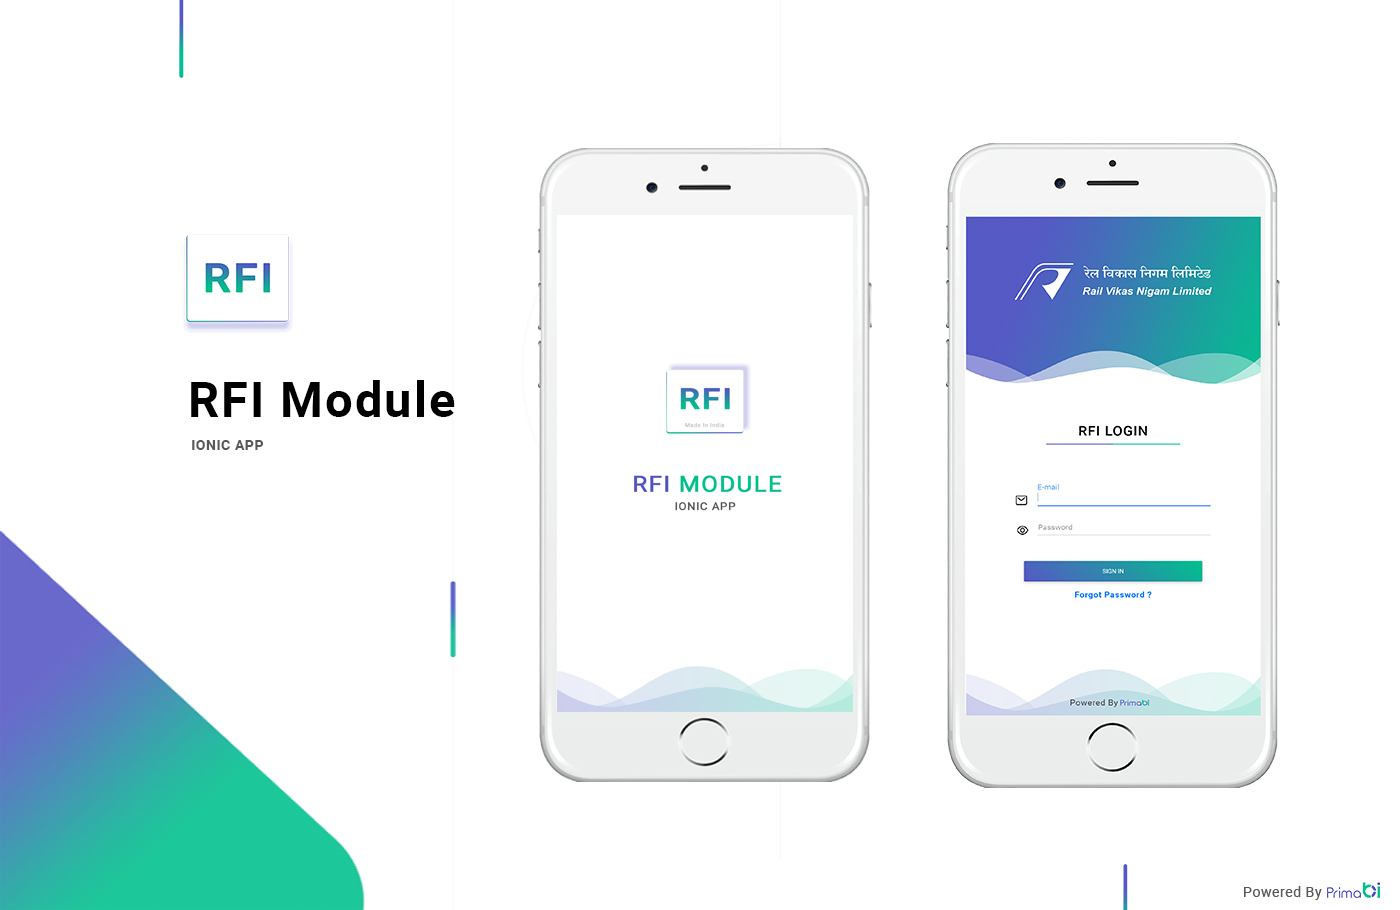 RFI
RFI Module
IONIC APP
RFI
Made In India
RFI MODULE
IONIC APP
रेल विकास निगम लिमिटेड
Rail Vikas Nigam Limited
RFI LOGIN
E-mail
Password
SIGN IN
Forgot Password ?
Powered By Primabi
Powered By Primabi